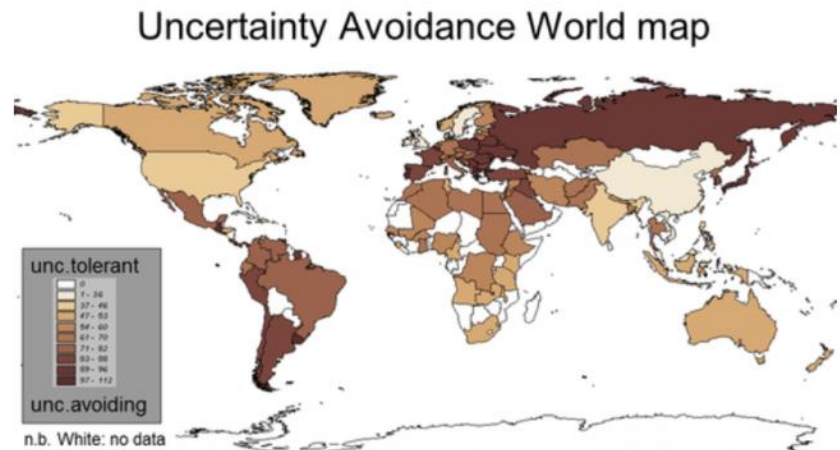 Uncertainty Avoidance World map
unc.tolerant
0
1 - 36
37 - 46
47 - 53
54 - 60
61 - 70
71 - 82
83 - 88
89 - 96
97 - 112
unc.avoiding
n.b. White: no data